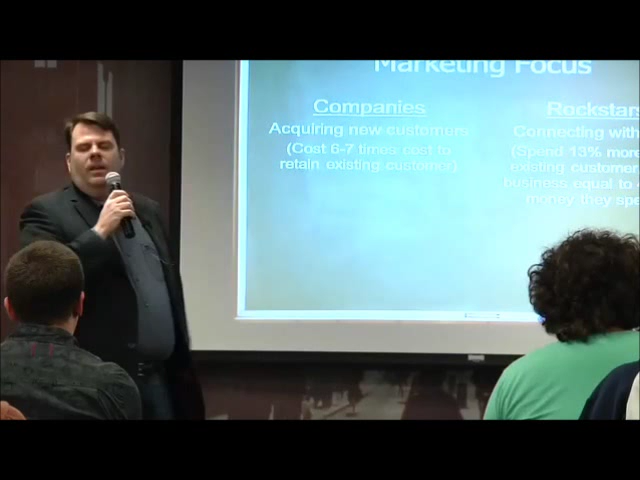 Marketing Focus
Companies
Acquiring new customers
(Cost 6-7 times cost to
retain existing customer)
Rockstars
Connecting with
(Spend 13% more
existing customer
business equal to
money they spe